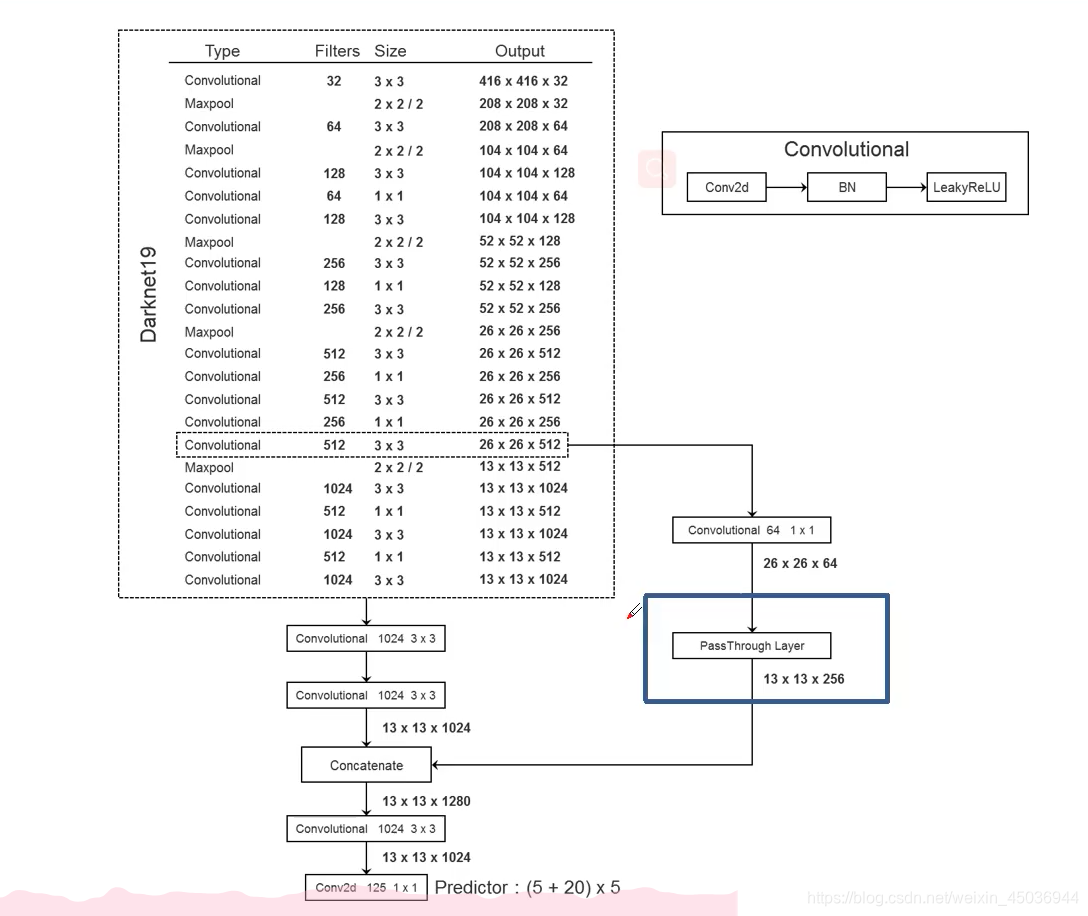 Type Filters Size Output
Convolutional 32 3 x 3 416 x 416 x 32
Maxpool 2 x 2 / 2 208 x 208 x 32
Convolutional 64 3 x 3 208 x 208 x 64
Maxpool 2 x 2 / 2 104 x 104 x 64
Convolutional 128 3 x 3 104 x 104 x 128
Convolutional 64 1 x 1 104 x 104 x 64
Convolutional 128 3 x 3 104 x 104 x 128
Maxpool 2 x 2 / 2 52 x 52 x 128
Convolutional 256 3 x 3 52 x 52 x 256
Convolutional 128 1 x 1 52 x 52 x 128
Convolutional 256 3 x 3 52 x 52 x 256
Maxpool 2 x 2 / 2 26 x 26 x 256
Convolutional 512 3 x 3 26 x 26 x 512
Convolutional 256 1 x 1 26 x 26 x 256
Convolutional 512 3 x 3 26 x 26 x 512
Convolutional 256 1 x 1 26 x 26 x 256
Convolutional 512 3 x 3 26 x 26 x 512
Maxpool 2 x 2 / 2 13 x 13 x 512
Convolutional 1024 3 x 3 13 x 13 x 1024
Convolutional 512 1 x 1 13 x 13 x 512
Convolutional 1024 3 x 3 13 x 13 x 1024
Convolutional 512 1 x 1 13 x 13 x 512
Convolutional 1024 3 x 3 13 x 13 x 1024
Darknet19
Convolutional
Conv2d BN LeakyReLU
Convolutional 64 1 x 1
26 x 26 x 64
PassThrough Layer
13 x 13 x 256
Convolutional 1024 3 x 3
Convolutional 1024 3 x 3
13 x 13 x 1024
Concatenate
13 x 13 x 1280
Convolutional 1024 3 x 3
13 x 13 x 1024
Conv2d 125 1 x 1 Predictor : (5 + 20) x 5
https://blog.csdn.net/weixin_45036944